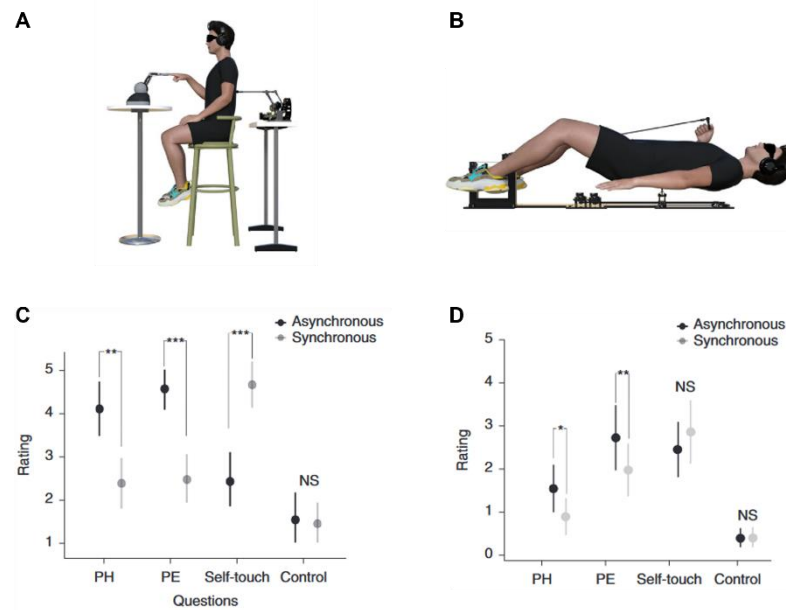 A
B
C
Asynchronous
Synchronous
**
***
***
NS
5
4
3
2
1
Rating
PH PE Self-touch Control
Questions
D
Asynchronous
Synchronous
*
**
NS
NS
5
4
3
2
1
0
Rating
PH PE Self-touch Control